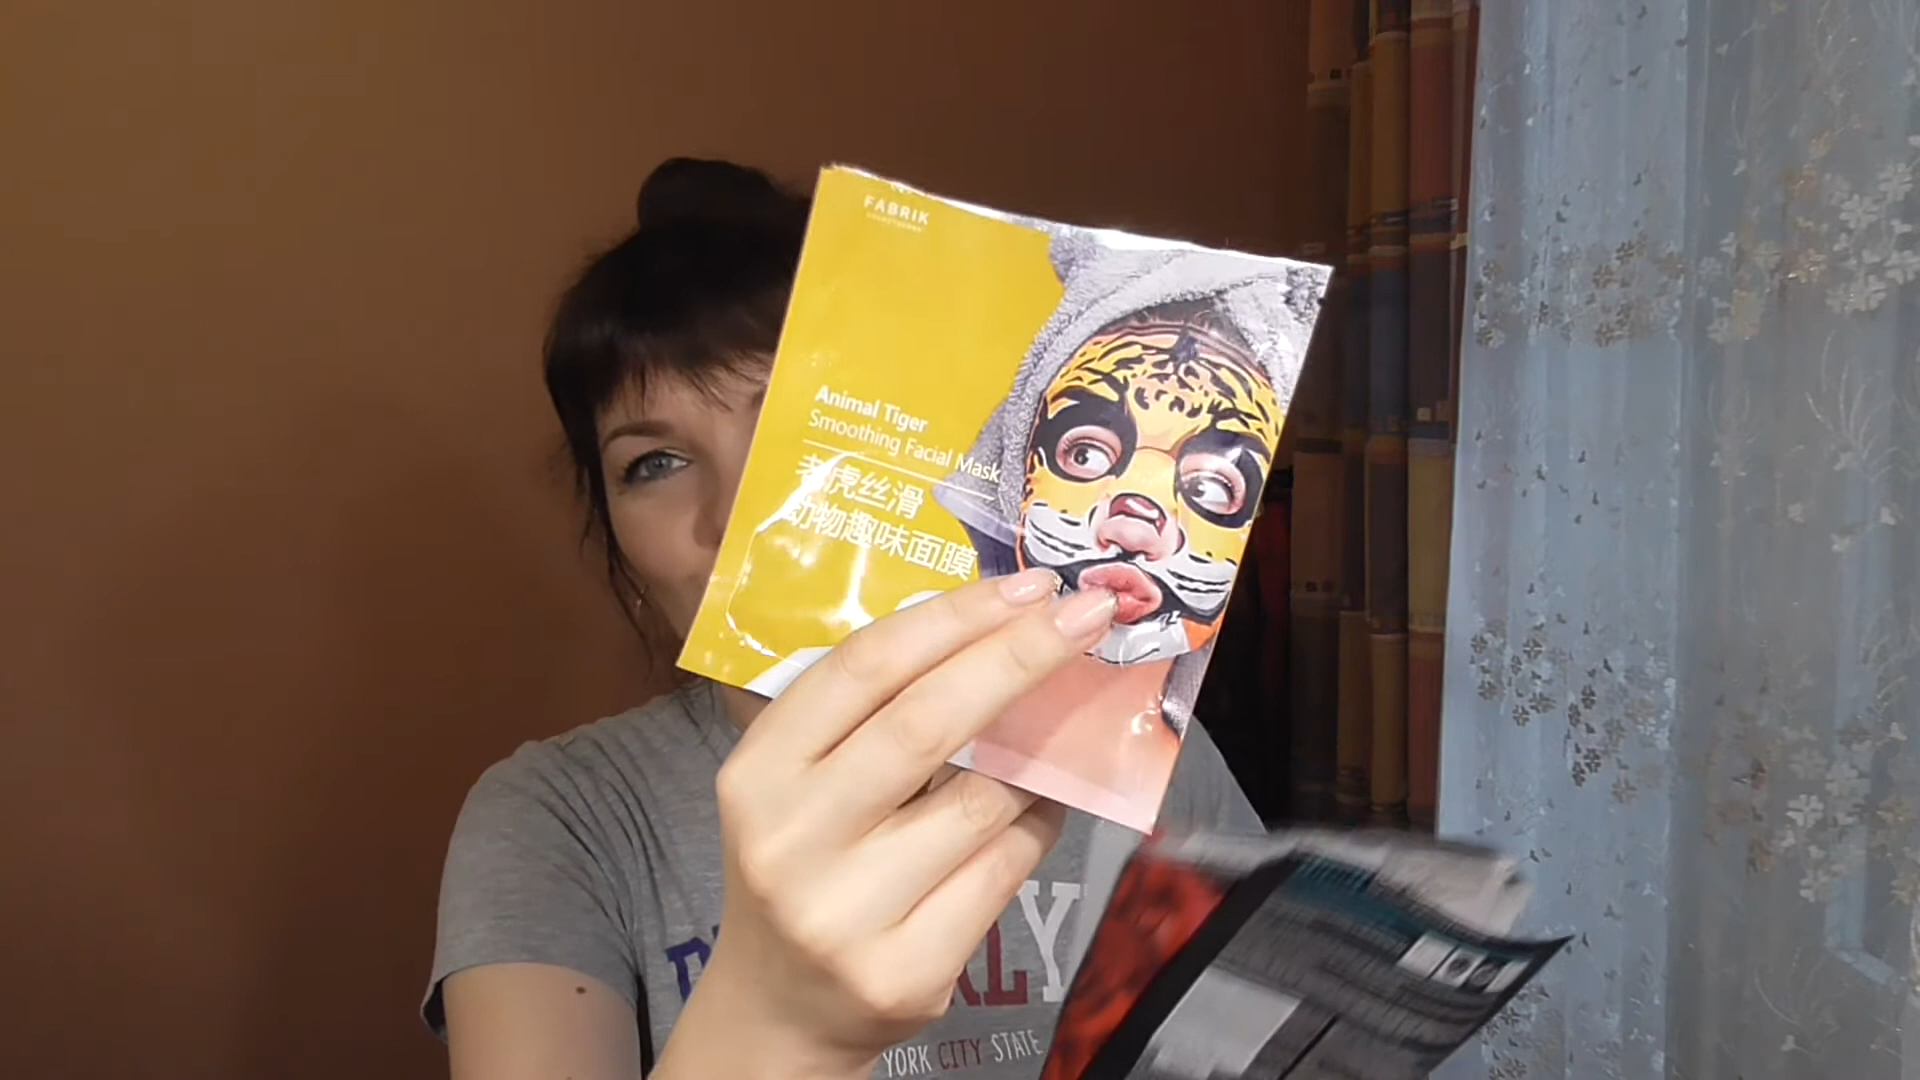 FABRIK
Animal Tiger
Smoothing Facial Mask
老虎丝滑
动物趣味面膜
YORK CITY STATE